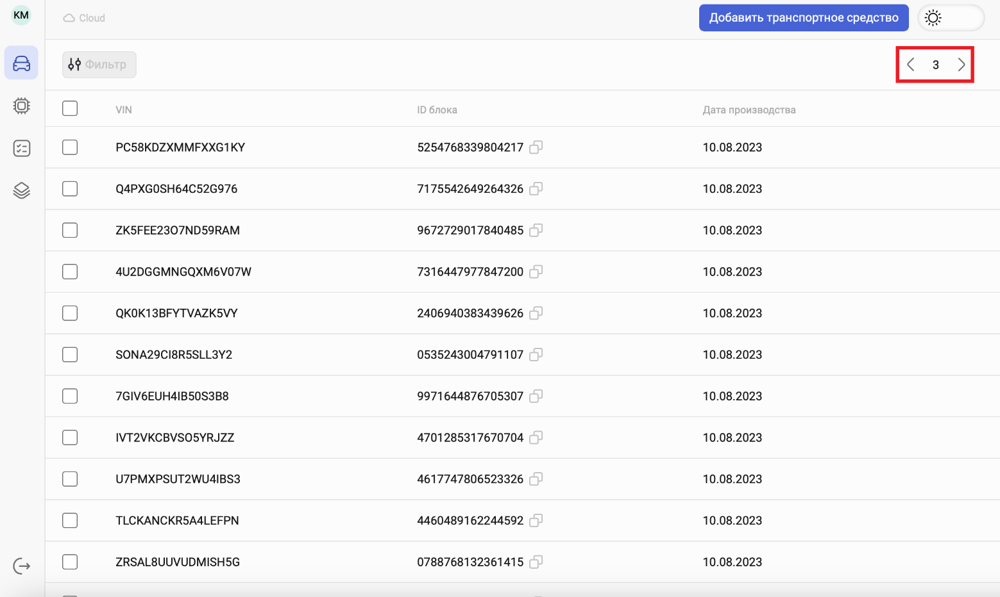 KM
Cloud
Добавить транспортное средство
Фильтр
3
VIN ID блока Дата производства
PC58KDZXMMFXXG1KY 5254768339804217 10.08.2023
Q4PXG0SH64C52G976 7175542649264326 10.08.2023
ZK5FEE23O7ND59RAM 9672729017840485 10.08.2023
4U2DGGMNGQXM6V07W 7316447977847200 10.08.2023
QK0K13BFYTVAZK5VY 2406940383439626 10.08.2023
SONA29CI8R5SLL3Y2 0535243004791107 10.08.2023
7GIV6EUH4IB50S3B8 9971644876705307 10.08.2023
IVT2VKCBVSO5YRJZZ 4701285317670704 10.08.2023
U7PMXPSUT2WU4IBS3 4617747806523326 10.08.2023
TLCKANCKR5A4LEFPN 4460489162244592 10.08.2023
ZRSAL8UUVUDMISH5G 0788768132361415 10.08.2023